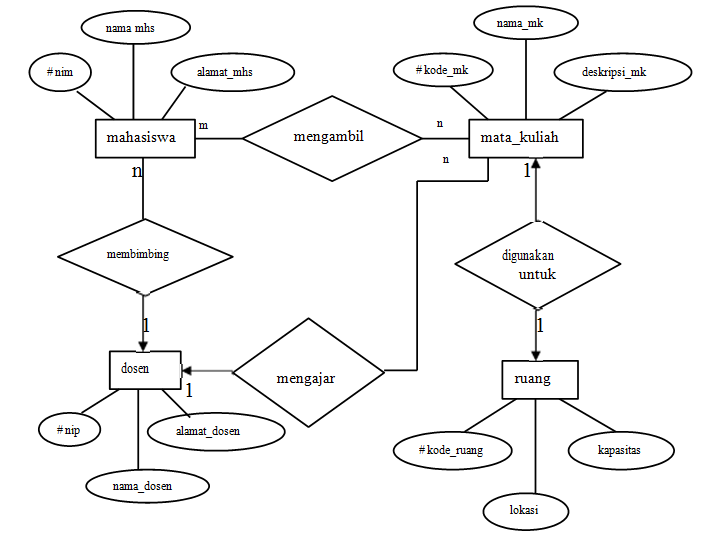 nama mhs
nama_mk
#nim
alamat_mhs
#kode_mk
deskripsi_mk
m
n
mahasiswa
mengambil
mata_kuliah
n
n
1
membimbing
digunakan
untuk
1
1
dosen
mengajar
ruang
1
#nip
alamat_dosen
#kode_ruang
kapasitas
nama_dosen
lokasi